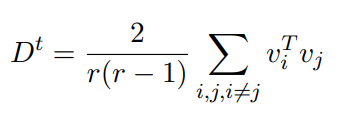 D^t = \frac{2}{r(r-1)} \sum_{i,j,i \neq j} v_i^T v_j